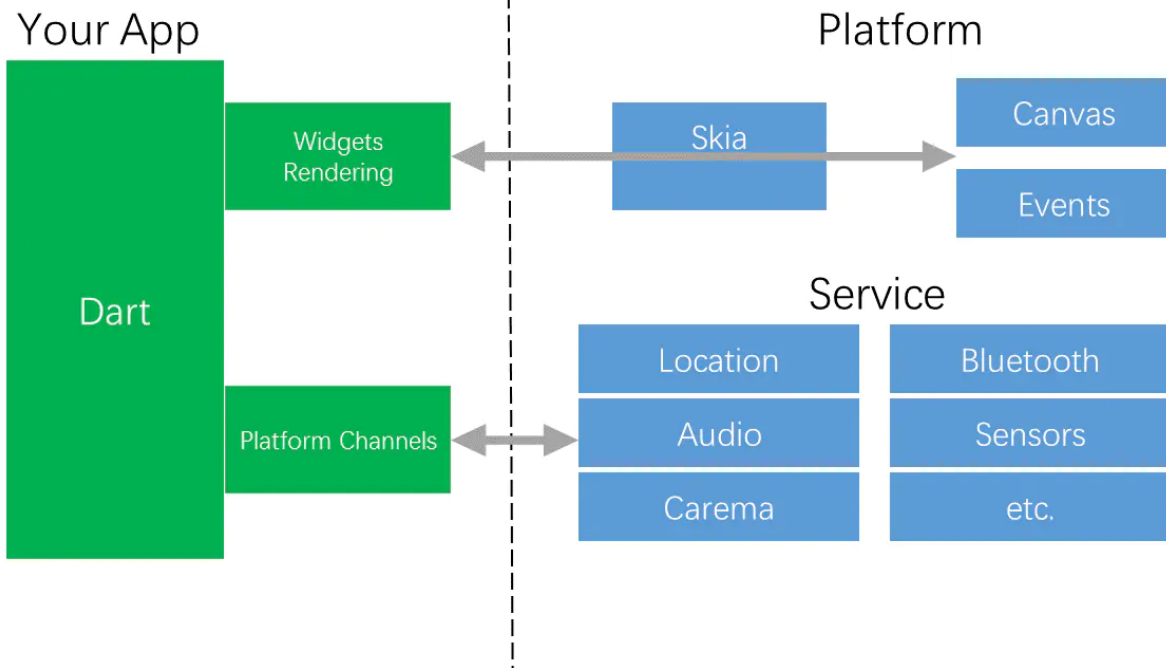 Your App
Platform
Dart
Widgets
Rendering
Skia
Canvas
Events
Platform Channels
Service
Location
Bluetooth
Audio
Sensors
Carema
etc.